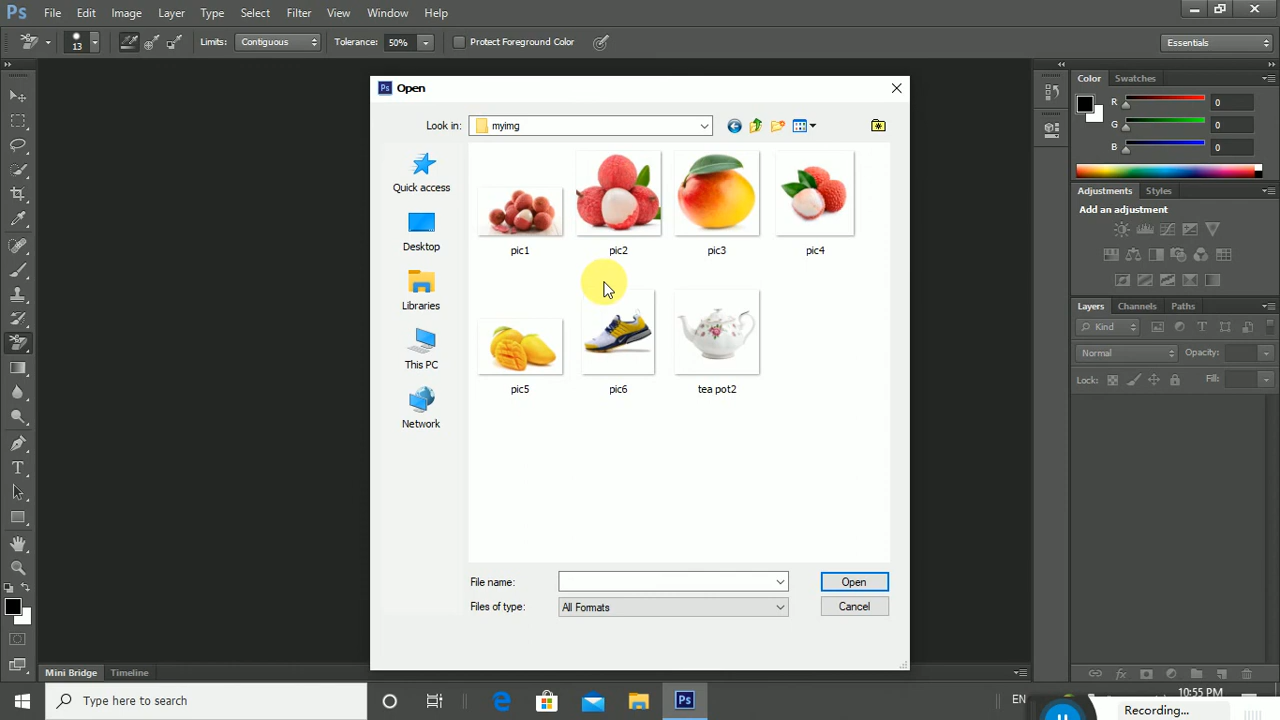 Ps File Edit Image Layer Type Select Filter View Window Help
13 Limits: Contiguous Tolerance: 50% Protect Foreground Color Essentials
Ps Open
Look in: myimg
Quick access
Desktop
Libraries
This PC
Network
pic1 pic2 pic3 pic4
pic5 pic6 tea pot2
File name: Open
Files of type: All Formats Cancel
Color Swatches
R 0
G 0
B 0
Adjustments Styles
Add an adjustment
Layers Channels Paths
Kind
Normal Opacity:
Lock: Fill:
Mini Bridge Timeline
Type here to search
Ps
EN
10:55 PM
Recording...